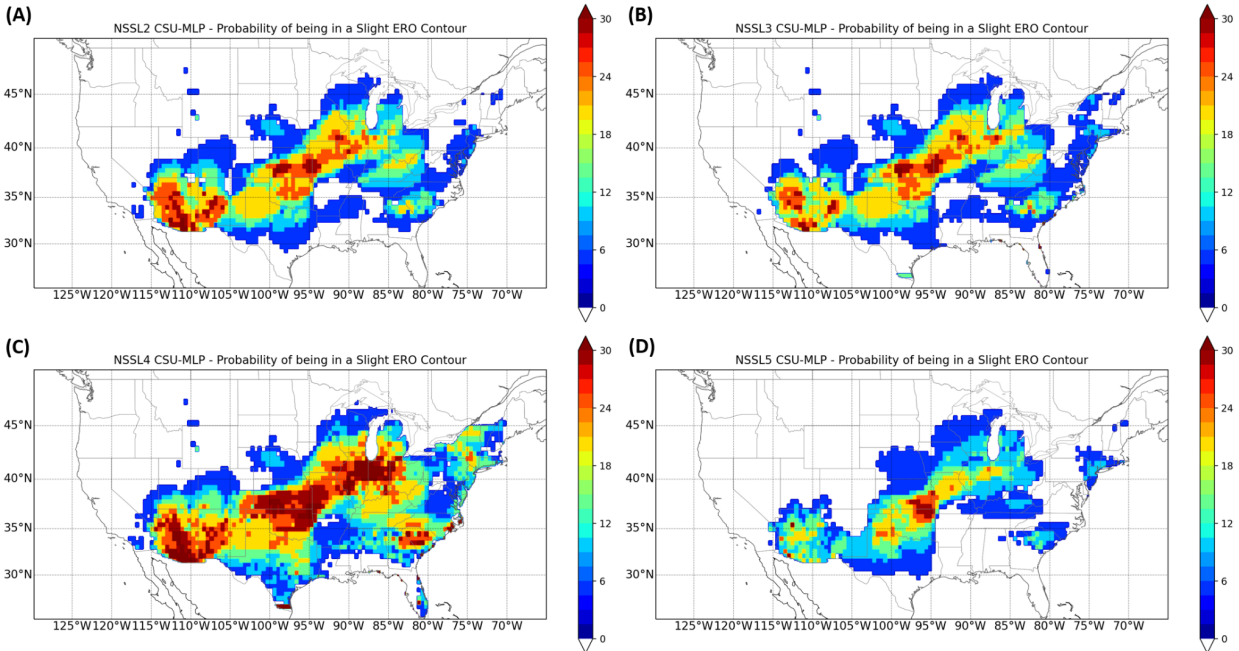 (A)
NSSL2 CSU-MLP - Probability of being in a Slight ERO Contour
45°N
40°N
35°N
30°N
125°W 120°W 115°W 110°W 105°W 100°W 95°W 90°W 85°W 80°W 75°W 70°W
30
24
18
12
6
0
(B)
NSSL3 CSU-MLP - Probability of being in a Slight ERO Contour
45°N
40°N
35°N
30°N
125°W 120°W 115°W 110°W 105°W 100°W 95°W 90°W 85°W 80°W 75°W 70°W
30
24
18
12
6
0
(C)
NSSL4 CSU-MLP - Probability of being in a Slight ERO Contour
45°N
40°N
35°N
30°N
125°W 120°W 115°W 110°W 105°W 100°W 95°W 90°W 85°W 80°W 75°W 70°W
30
24
18
12
6
0
(D)
NSSL5 CSU-MLP - Probability of being in a Slight ERO Contour
45°N
40°N
35°N
30°N
125°W 120°W 115°W 110°W 105°W 100°W 95°W 90°W 85°W 80°W 75°W 70°W
30
24
18
12
6
0